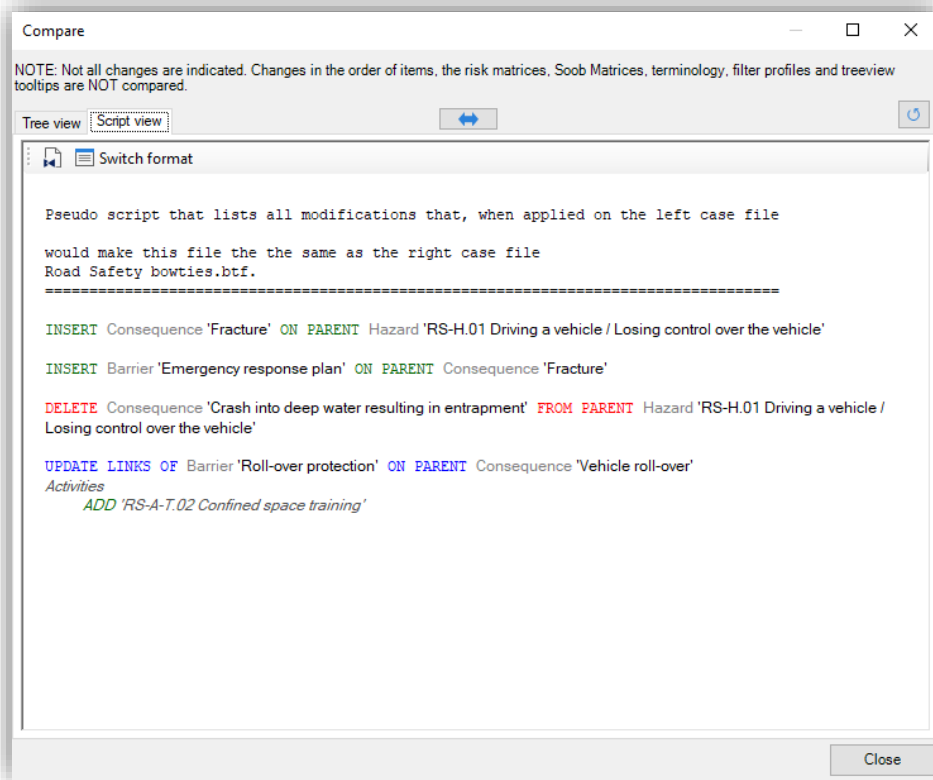 Compare
NOTE: Not all changes are indicated. Changes in the order of items, the risk matrices, Soob Matrices, terminology, filter profiles and treeview
tooltips are NOT compared.
Tree view Script view
Switch format
Pseudo script that lists all modifications that, when applied on the left case file
would make this file the the same as the right case file
Road Safety bowties.btf.
===================================================================================
INSERT Consequence 'Fracture' ON PARENT Hazard 'RS-H.01 Driving a vehicle / Losing control over the vehicle'
INSERT Barrier 'Emergency response plan' ON PARENT Consequence 'Fracture'
DELETE Consequence 'Crash into deep water resulting in entrapment' FROM PARENT Hazard 'RS-H.01 Driving a vehicle /
Losing control over the vehicle'
UPDATE LINKS OF Barrier 'Roll-over protection' ON PARENT Consequence 'Vehicle roll-over'
Activities
ADD 'RS-A-T.02 Confined space training'
Close